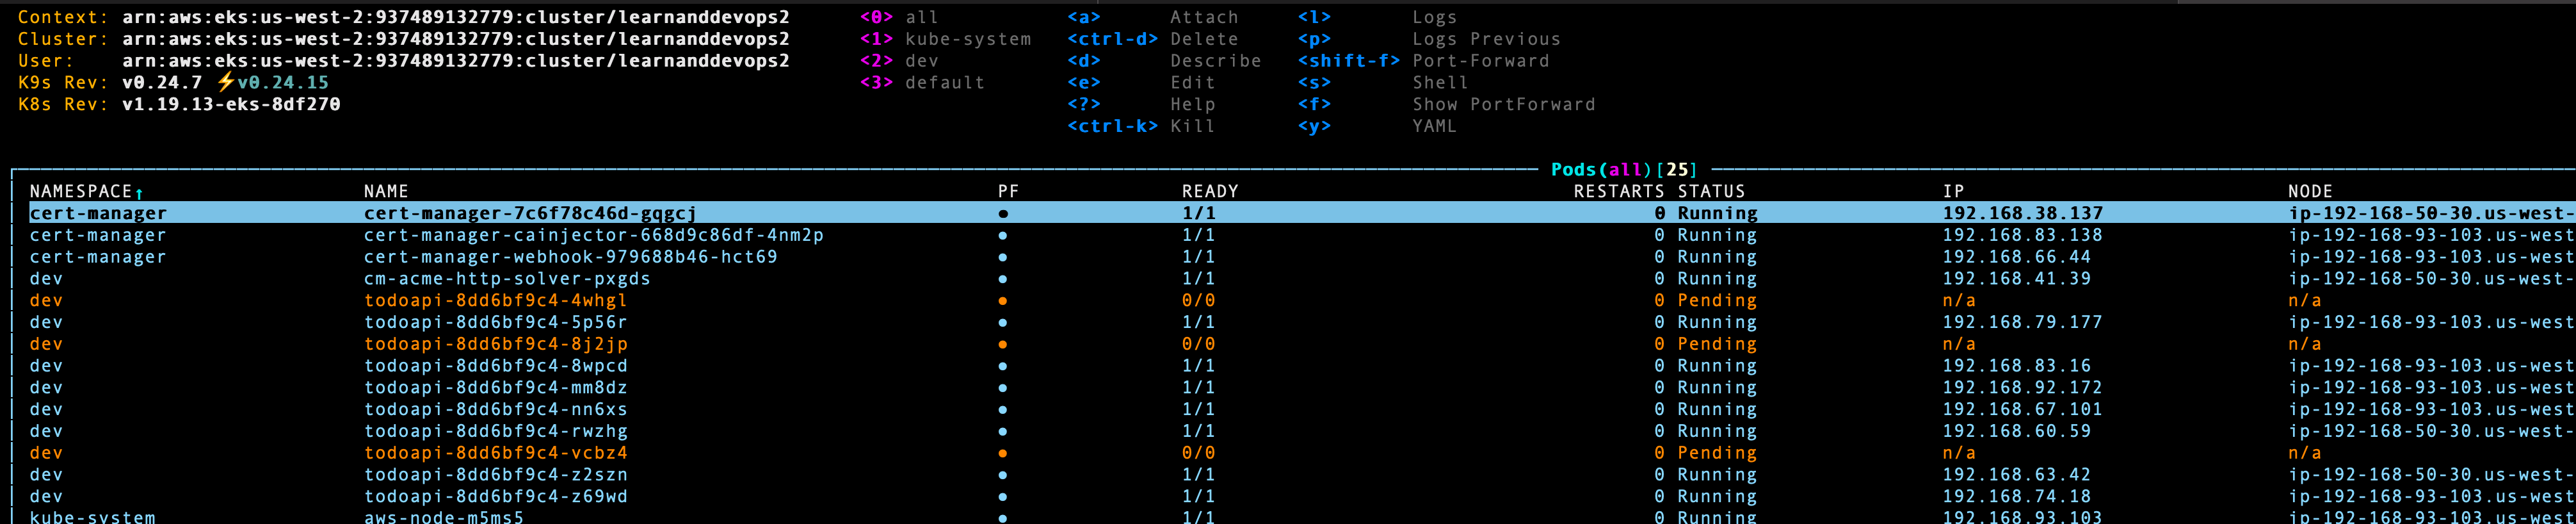 Context: arn:aws:eks:us-west-2:937489132779:cluster/learnanddevops2 <0> all <a> Attach <l> Logs
Cluster: arn:aws:eks:us-west-2:937489132779:cluster/learnanddevops2 <1> kube-system <ctrl-d> Delete <p> Logs Previous
User: arn:aws:eks:us-west-2:937489132779:cluster/learnanddevops2 <2> dev <d> Describe <shift-f> Port-Forward
K9s Rev: v0.24.7 ⚡v0.24.15 <3> default <e> Edit <s> Shell
K8s Rev: v1.19.13-eks-8df270 <?> Help <f> Show PortForward
<ctrl-k> Kill <y> YAML
Pods(all)[25]
NAMESPACE↑ NAME PF READY RESTARTS STATUS IP NODE
cert-manager cert-manager-7c6f78c46d-gqgcj ● 1/1 0 Running 192.168.38.137 ip-192-168-50-30.us-west-
cert-manager cert-manager-cainjector-668d9c86df-4nm2p ● 1/1 0 Running 192.168.83.138 ip-192-168-93-103.us-west
cert-manager cert-manager-webhook-979688b46-hct69 ● 1/1 0 Running 192.168.66.44 ip-192-168-93-103.us-west
dev cm-acme-http-solver-pxgds ● 1/1 0 Running 192.168.41.39 ip-192-168-50-30.us-west-
dev todoapi-8dd6bf9c4-4whgl ● 0/0 0 Pending n/a n/a
dev todoapi-8dd6bf9c4-5p56r ● 1/1 0 Running 192.168.79.177 ip-192-168-93-103.us-west
dev todoapi-8dd6bf9c4-8j2jp ● 0/0 0 Pending n/a n/a
dev todoapi-8dd6bf9c4-8wpcd ● 1/1 0 Running 192.168.83.16 ip-192-168-93-103.us-west
dev todoapi-8dd6bf9c4-mm8dz ● 1/1 0 Running 192.168.92.172 ip-192-168-93-103.us-west
dev todoapi-8dd6bf9c4-nn6xs ● 1/1 0 Running 192.168.67.101 ip-192-168-93-103.us-west
dev todoapi-8dd6bf9c4-rwzhg ● 1/1 0 Running 192.168.60.59 ip-192-168-50-30.us-west-
dev todoapi-8dd6bf9c4-vcbz4 ● 0/0 0 Pending n/a n/a
dev todoapi-8dd6bf9c4-z2szn ● 1/1 0 Running 192.168.63.42 ip-192-168-50-30.us-west-
dev todoapi-8dd6bf9c4-z69wd ● 1/1 0 Running 192.168.74.18 ip-192-168-93-103.us-west
kube-system aws-node-m5ms5 ● 1/1 0 Running 192.168.93.103 ip-192-168-93-103.us-west